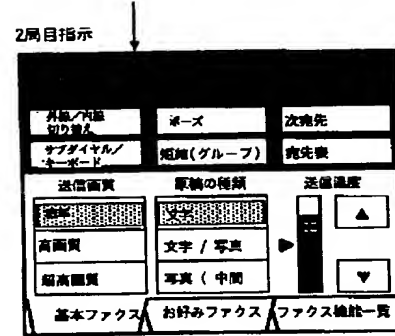 2局目指示
外線／内線
切り替え
ポーズ
次宛先
サブダイヤル／
キーボード
短縮(グループ)
宛先表
送信画質
原稿の種類
送信濃度
文字
高画質
文字 / 写真
超高画質
写真 ( 中間
基本ファクス
お好みファクス
ファクス機能一覧